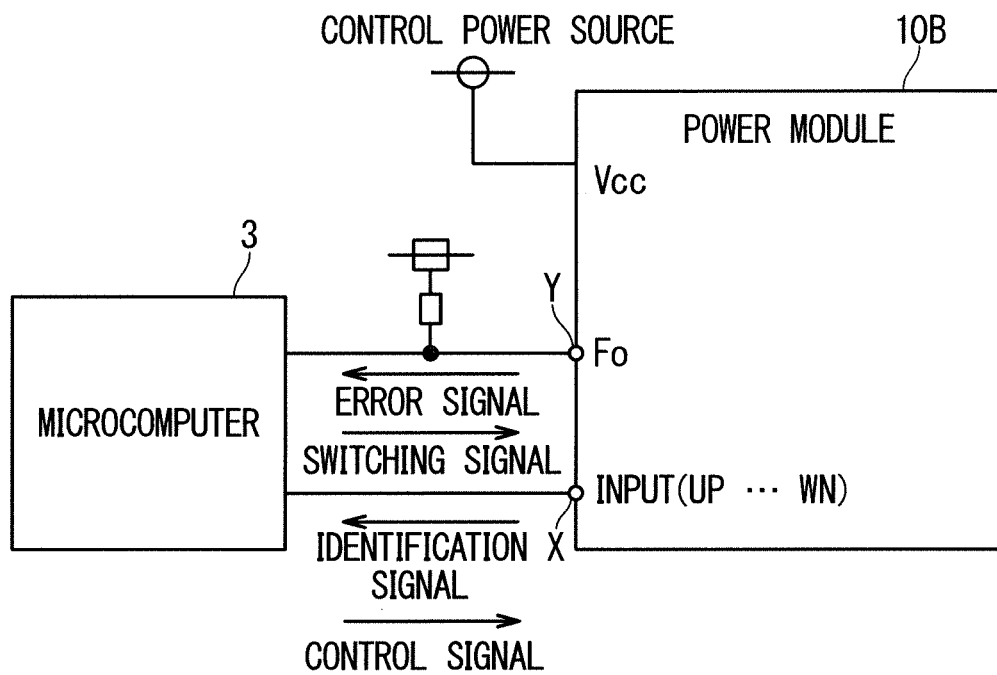 CONTROL POWER SOURCE
10B
POWER MODULE
Vcc
3
Y
Fo
ERROR SIGNAL
MICROCOMPUTER
SWITCHING SIGNAL
INPUT(UP ··· WN)
IDENTIFICATION X
SIGNAL
CONTROL SIGNAL